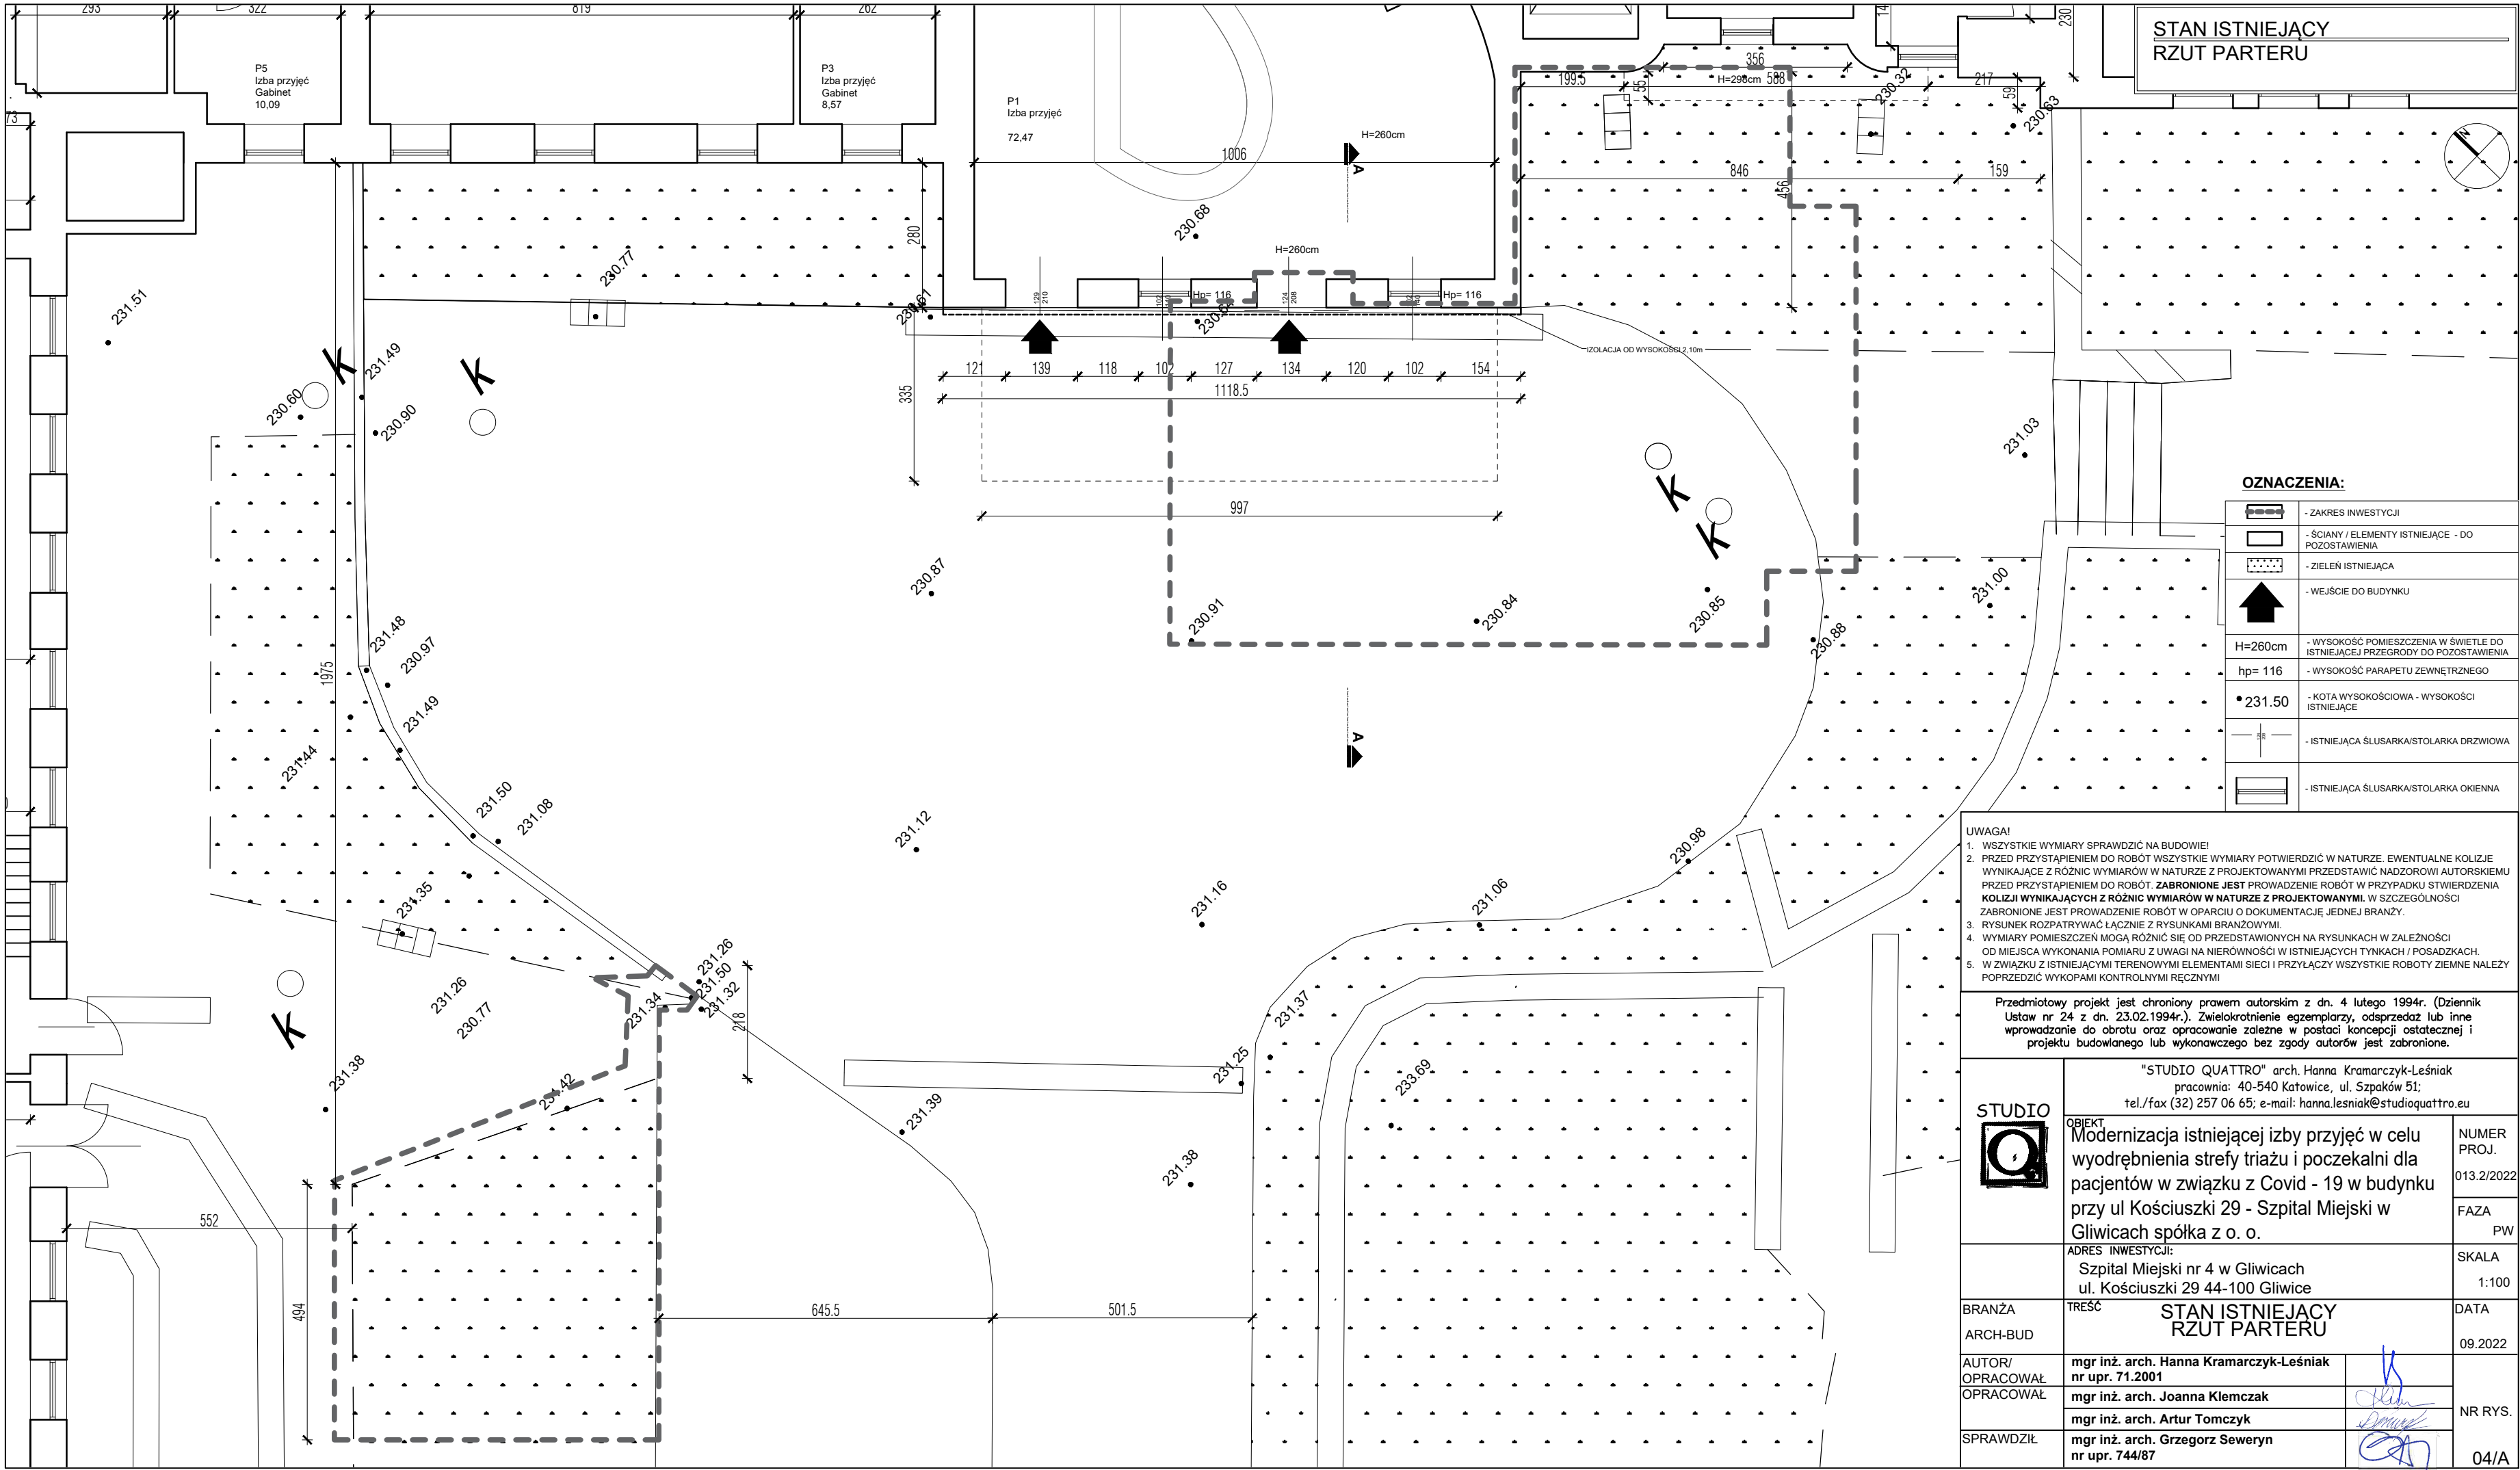 293
322
819
262
14
230
STAN ISTNIEJĄCY
RZUT PARTERU
P5
Izba przyjęć
Gabinet
10,09
P3
Izba przyjęć
Gabinet
8,57
P1
Izba przyjęć
72,47
H=260cm
A
1006
356
199.5
55
H=298cm
588
230.32
217
59
230.63
N
73
846
159
456
280
230.68
H=260cm
230.77
231.51
129
210
Hp= 116
124
208
Hp= 116
IZOLACJA OD WYSOKOŚCI 2,10m
K
231.49
K
230.60
230.90
121
139
118
102
127
134
120
102
154
1118.5
335
997
K
K
231.03
230.87
230.91
230.84
230.85
230.88
231.00
231.48
230.97
1975
231.49
231.44
A
231.50
231.08
231.12
230.98
231.35
231.16
231.06
231.26
231.50
231.32
231.34
218
231.26
230.77
K
231.37
231.38
231.42
231.25
233.69
231.39
231.38
552
494
645.5
501.5
OZNACZENIA:
- ZAKRES INWESTYCJI
- ŚCIANY / ELEMENTY ISTNIEJĄCE - DO
POZOSTAWIENIA
- ZIELEŃ ISTNIEJĄCA
- WEJŚCIE DO BUDYNKU
H=260cm
- WYSOKOŚĆ POMIESZCZENIA W ŚWIETLE DO
ISTNIEJĄCEJ PRZEGRODY DO POZOSTAWIENIA
hp= 116
- WYSOKOŚĆ PARAPETU ZEWNĘTRZNEGO
231.50
- KOTA WYSOKOŚCIOWA - WYSOKOŚCI
ISTNIEJĄCE
- ISTNIEJĄCA ŚLUSARKA/STOLARKA DRZWIOWA
- ISTNIEJĄCA ŚLUSARKA/STOLARKA OKIENNA
UWAGA!
1. WSZYSTKIE WYMIARY SPRAWDZIĆ NA BUDOWIE!
2. PRZED PRZYSTĄPIENIEM DO ROBÓT WSZYSTKIE WYMIARY POTWIERDZIĆ W NATURZE. EWENTUALNE KOLIZJE
WYNIKAJĄCE Z RÓŻNIC WYMIARÓW W NATURZE Z PROJEKTOWANYMI PRZEDSTAWIĆ NADZOROWI AUTORSKIEMU
PRZED PRZYSTĄPIENIEM DO ROBÓT. ZABRONIONE JEST PROWADZENIE ROBÓT W PRZYPADKU STWIERDZENIA
KOLIZJI WYNIKAJĄCYCH Z RÓŻNIC WYMIARÓW W NATURZE Z PROJEKTOWANYMI. W SZCZEGÓLNOŚCI
ZABRONIONE JEST PROWADZENIE ROBÓT W OPARCIU O DOKUMENTACJĘ JEDNEJ BRANŻY.
3. RYSUNEK ROZPATRYWAĆ ŁĄCZNIE Z RYSUNKAMI BRANŻOWYMI.
4. WYMIARY POMIESZCZEŃ MOGĄ RÓŻNIĆ SIĘ OD PRZEDSTAWIONYCH NA RYSUNKACH W ZALEŻNOŚCI
OD MIEJSCA WYKONANIA POMIARU Z UWAGI NA NIERÓWNOŚCI W ISTNIEJĄCYCH TYNKACH / POSADZKACH.
5. W ZWIĄZKU Z ISTNIEJĄCYMI TERENOWYMI ELEMENTAMI SIECI I PRZYŁĄCZY WSZYSTKIE ROBOTY ZIEMNE NALEŻY
POPRZEDZIĆ WYKOPAMI KONTROLNYMI RĘCZNYMI
Przedmiotowy projekt jest chroniony prawem autorskim z dn. 4 lutego 1994r. (Dziennik
Ustaw nr 24 z dn. 23.02.1994r.). Zwielokrotnienie egzemplarzy, odsprzedaż lub inne
wprowadzanie do obrotu oraz opracowanie zależne w postaci koncepcji ostatecznej i
projektu budowlanego lub wykonawczego bez zgody autorów jest zabronione.
STUDIO
Q
"STUDIO QUATTRO" arch. Hanna Kramarczyk-Leśniak
pracownia: 40-540 Katowice, ul. Szpaków 51;
tel./fax (32) 257 06 65; e-mail: hanna.lesniak@studioquattro.eu
OBIEKT
Modernizacja istniejącej izby przyjęć w celu
wyodrębnienia strefy triażu i poczekalni dla
pacjentów w związku z Covid - 19 w budynku
przy ul Kościuszki 29 - Szpital Miejski w
Gliwicach spółka z o. o.
NUMER
PROJ.
013.2/2022
FAZA
PW
ADRES INWESTYCJI:
Szpital Miejski nr 4 w Gliwicach
ul. Kościuszki 29 44-100 Gliwice
SKALA
1:100
BRANŻA
ARCH-BUD
TREŚĆ
STAN ISTNIEJĄCY
RZUT PARTERU
DATA
09.2022
AUTOR/
OPRACOWAŁ
mgr inż. arch. Hanna Kramarczyk-Leśniak
nr upr. 71.2001
OPRACOWAŁ
mgr inż. arch. Joanna Klemczak
mgr inż. arch. Artur Tomczyk
SPRAWDZIŁ
mgr inż. arch. Grzegorz Seweryn
nr upr. 744/87
NR RYS.
04/A